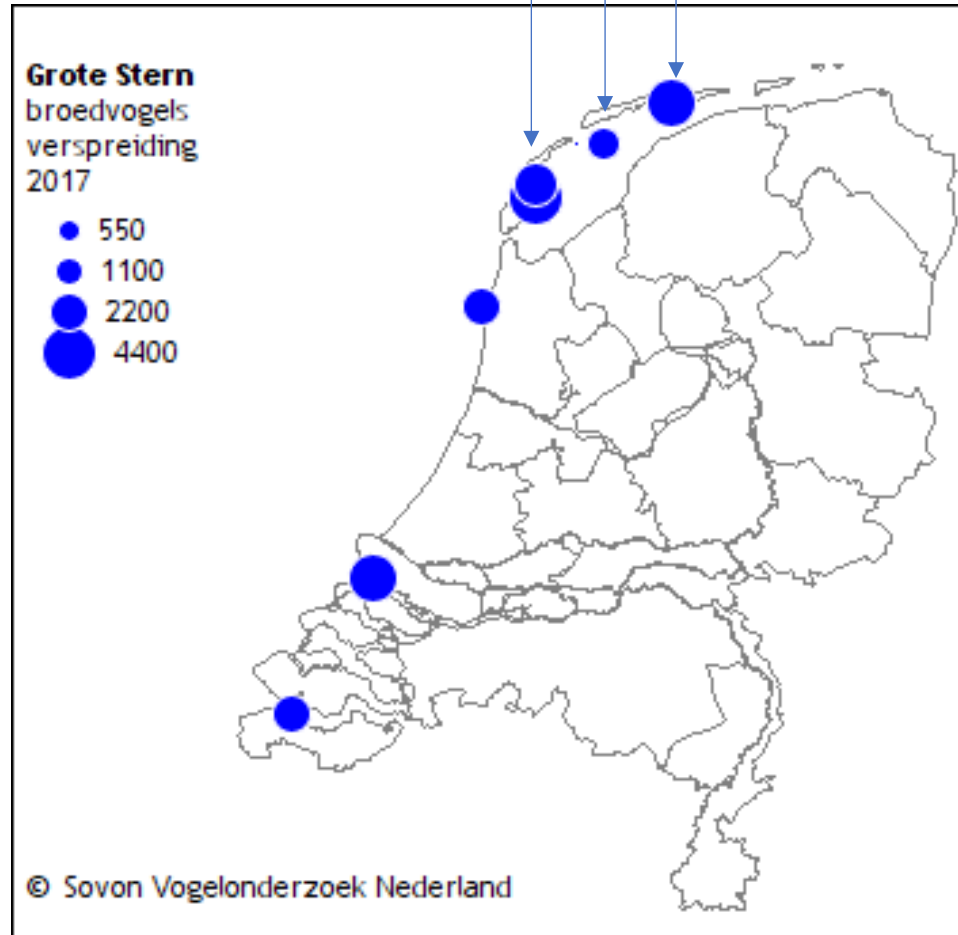 Grote Stern
broedvogels
verspreiding
2017
550
1100
2200
4400
© Sovon Vogelonderzoek Nederland